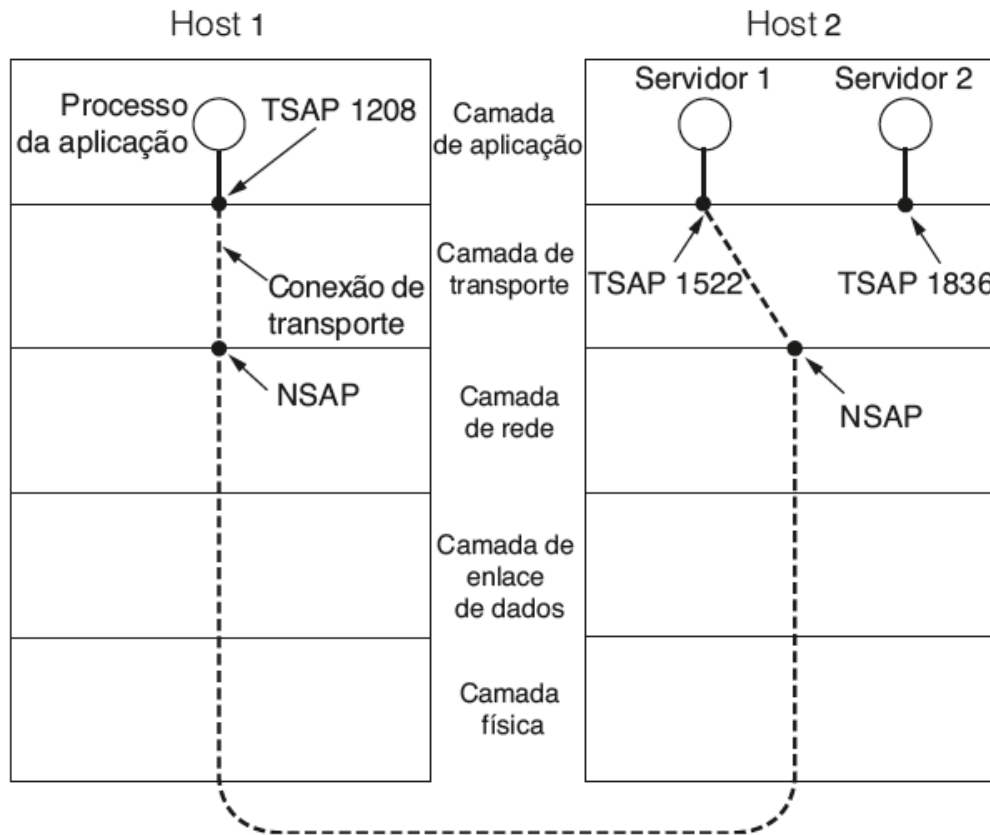 Host 1
Host 2
Processo
da aplicação
TSAP 1208
Camada
de aplicação
Servidor 1
Servidor 2
Conexão de
transporte
Camada de
transporte
TSAP 1522
TSAP 1836
NSAP
Camada
de rede
NSAP
Camada de
enlace
de dados
Camada
física